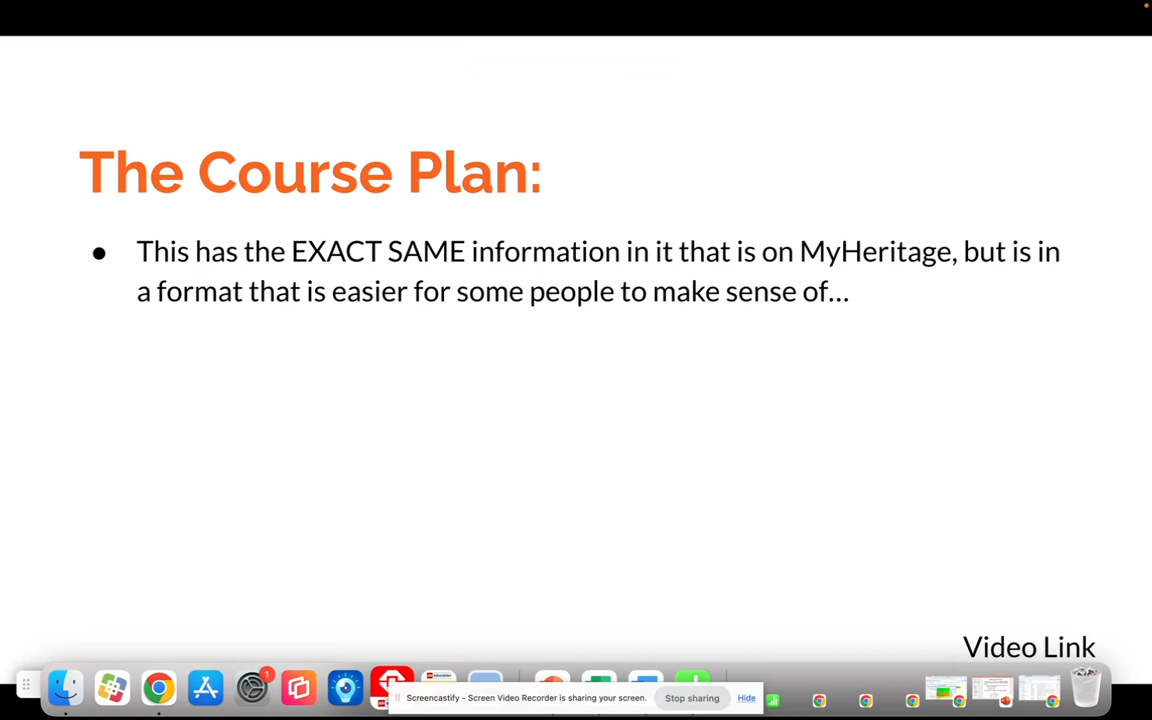 The Course Plan:
● This has the EXACT SAME information in it that is on MyHeritage, but is in
a format that is easier for some people to make sense of...
Video Link
1
Screencastify - Screen Video Recorder is sharing your screen. Stop sharing Hide